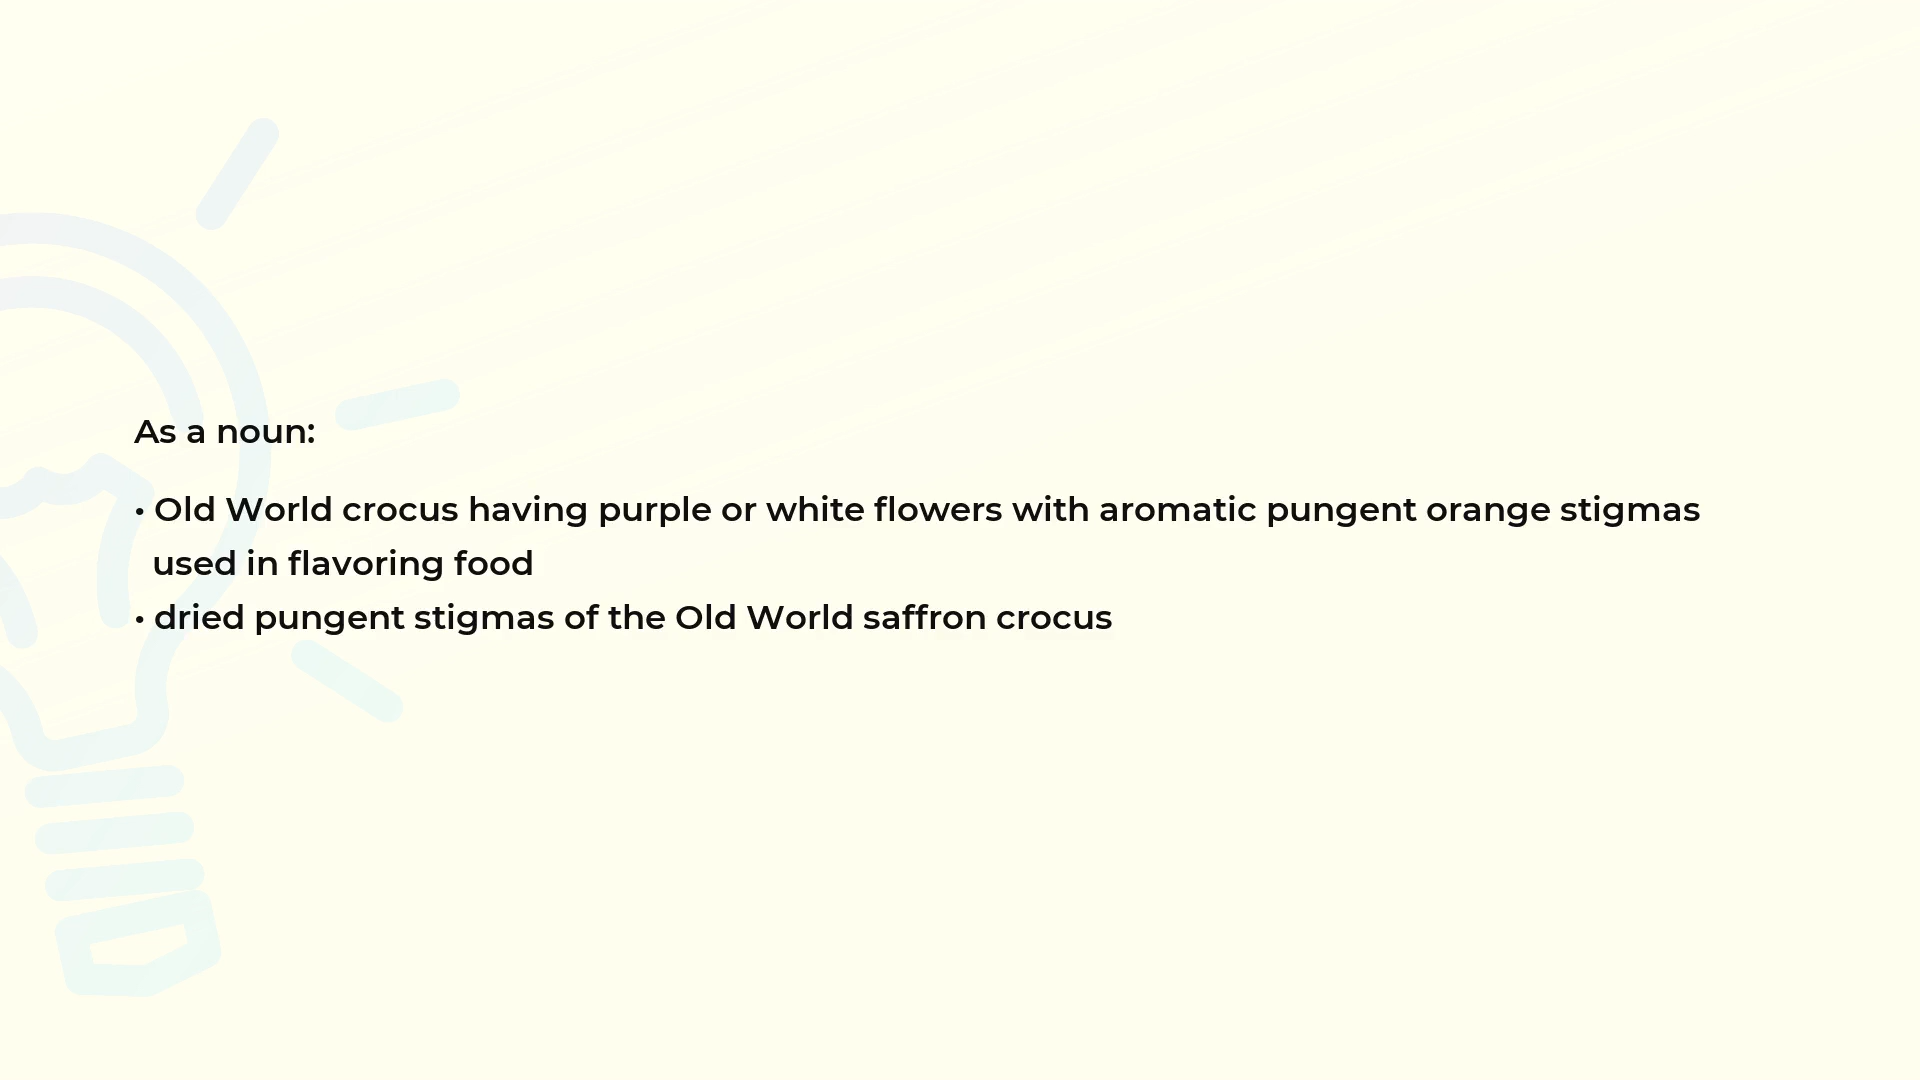 As a noun:
• Old World crocus having purple or white flowers with aromatic pungent orange stigmas
used in flavoring food
• dried pungent stigmas of the Old World saffron crocus